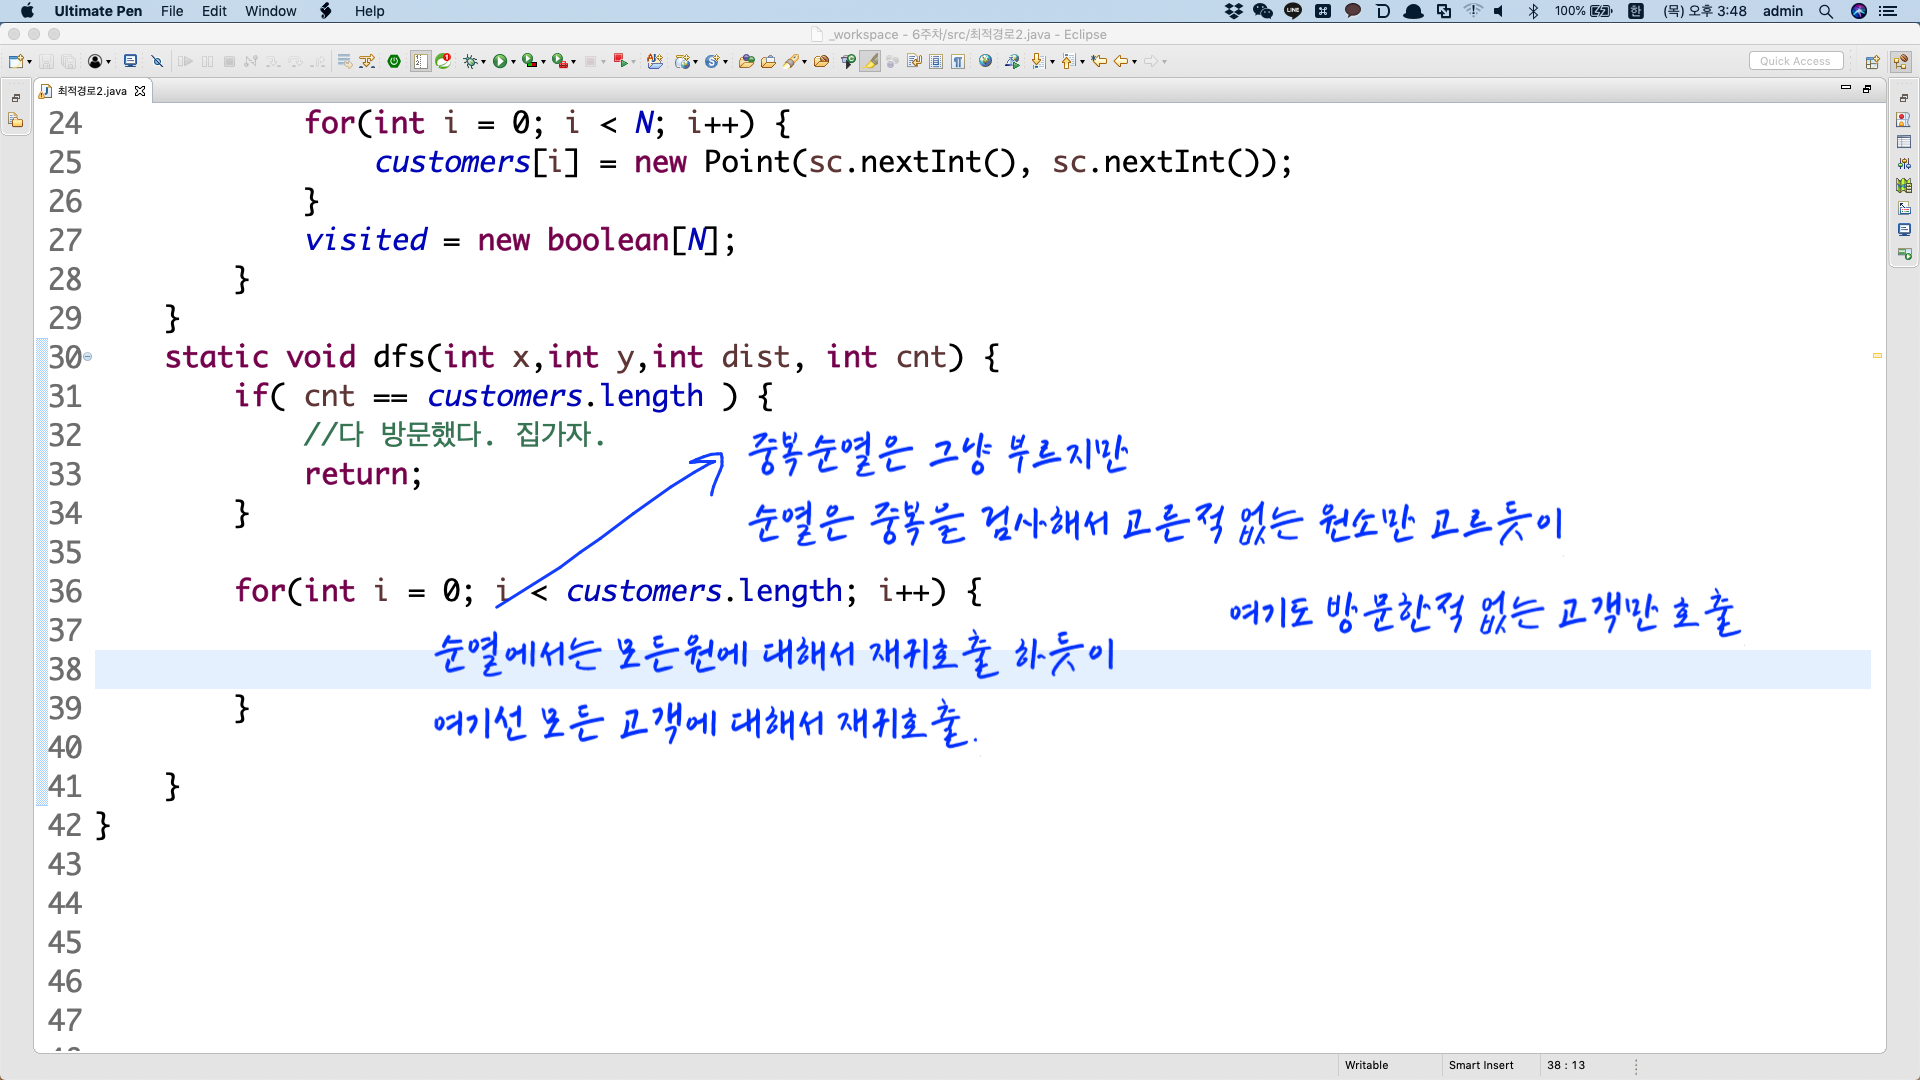 Ultimate Pen File Edit Window Help
100% 한 (목) 오후 3:48 admin
_workspace - 6주차/src/최적경로2.java - Eclipse
Quick Access
최적경로2.java
24 for(int i = 0; i < N; i++) {
25 customers[i] = new Point(sc.nextInt(), sc.nextInt());
26 }
27 visited = new boolean[N];
28 }
29 }
30 static void dfs(int x,int y,int dist, int cnt) {
31 if( cnt == customers.length ) {
32 //다 방문했다. 집가자.
중복순열은 그냥 부르지만
33 return;
34 }
순열은 중복을 검사해서 고른적 없는 원소만 고르듯이
35
36 for(int i = 0; i < customers.length; i++) {
여기도 방문한적 없는 고객만 호출
37
순열에서는 모든원에 대해서 재귀호출 하듯이
38
39 }
여기선 모든 고객에 대해서 재귀호출.
40
41 }
42 }
43
44
45
46
47
Writable Smart Insert 38 : 13